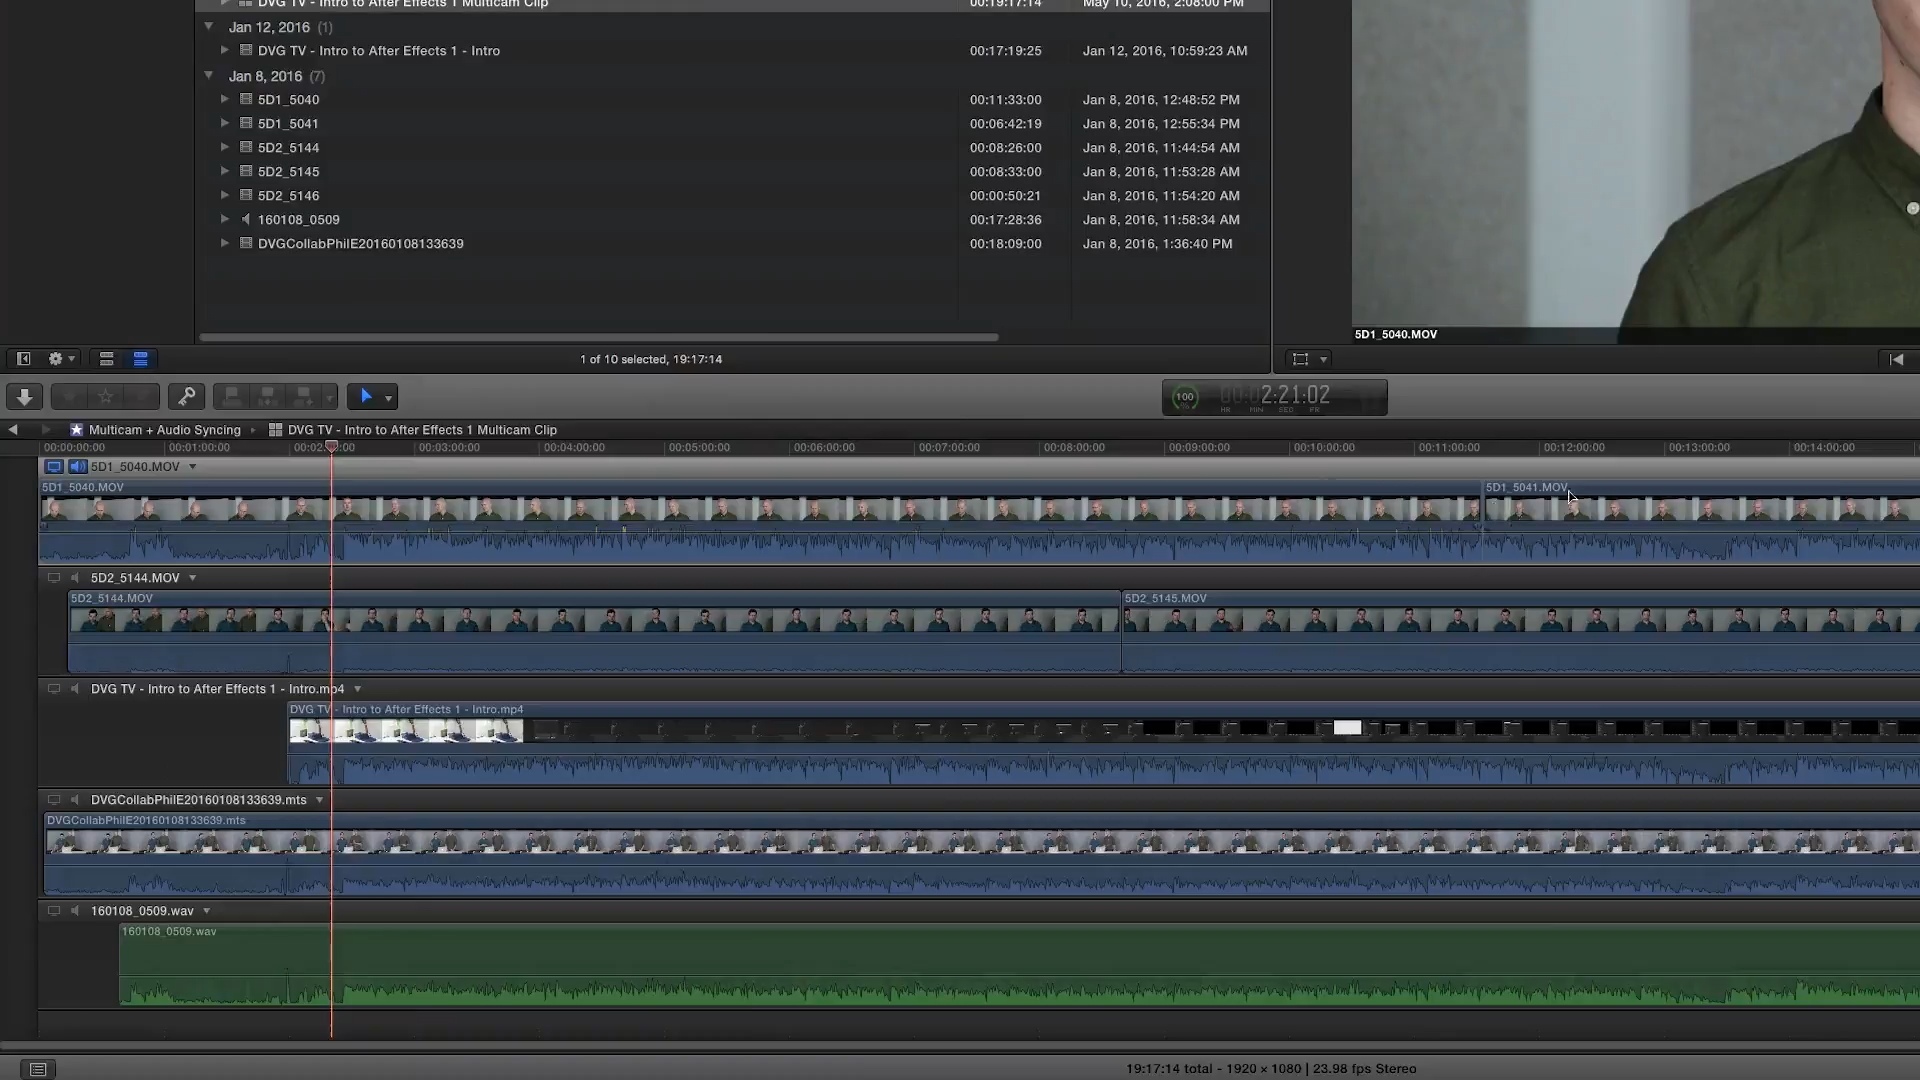 DVG TV - Intro to After Effects 1 Multicam Clip 00:19:17:14 May 10, 2016, 2:08:00 PM
Jan 12, 2016 (1)
DVG TV - Intro to After Effects 1 - Intro 00:17:19:25 Jan 12, 2016, 10:59:23 AM
Jan 8, 2016 (7)
5D1_5040 00:11:33:00 Jan 8, 2016, 12:48:52 PM
5D1_5041 00:06:42:19 Jan 8, 2016, 12:55:34 PM
5D2_5144 00:08:26:00 Jan 8, 2016, 11:44:54 AM
5D2_5145 00:08:33:00 Jan 8, 2016, 11:53:28 AM
5D2_5146 00:00:50:21 Jan 8, 2016, 11:54:20 AM
160108_0509 00:17:28:36 Jan 8, 2016, 11:58:34 AM
DVGCollabPhilE20160108133639 00:18:09:00 Jan 8, 2016, 1:36:40 PM
5D1_5040.MOV
1 of 10 selected, 19:17:14
100 % 00:02:21:02
HR MIN SEC FR
Multicam + Audio Syncing DVG TV - Intro to After Effects 1 Multicam Clip
00:00:00:00 00:01:00:00 00:02 00:00 00:03:00:00 00:04:00:00 00:05:00:00 00:06:00:00 00:07:00:00 00:08:00:00 00:09:00:00 00:10:00:00 00:11:00:00 00:12:00:00 00:13:00:00 00:14:00:00
5D1_5040.MOV
5D1_5040.MOV 5D1_5041.MOV
5D2_5144.MOV
5D2_5144.MOV 5D2_5145.MOV
DVG TV - Intro to After Effects 1 - Intro.mp4
DVG TV - Intro to After Effects 1 - Intro.mp4
DVGCollabPhilE20160108133639.mts
DVGCollabPhilE20160108133639.mts
160108_0509.wav
160108_0509.wav
19:17:14 total - 1920 × 1080 | 23.98 fps Stereo